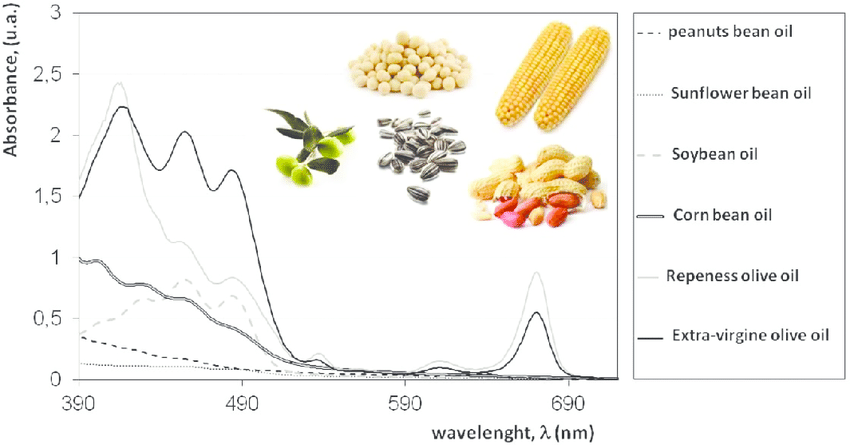 Absorbance, (u.a.)
3
2,5
2
1,5
1
0,5
0
390
490
590
690
wavelenght, λ (nm)
peanuts bean oil
Sunflower bean oil
Soybean oil
Corn bean oil
Repeness olive oil
Extra-virgine olive oil